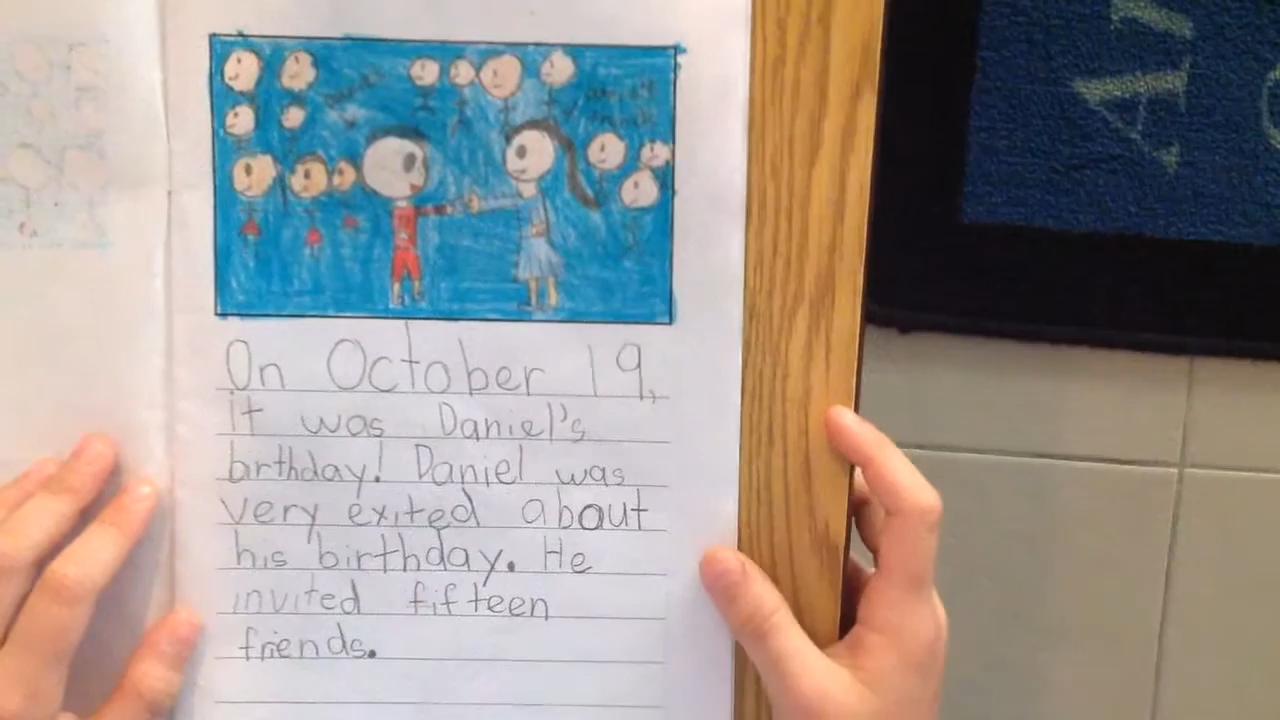 On October 19,
it was Daniel's
birthday! Daniel was
very exited about
his birthday. He
invited fifteen
friends.